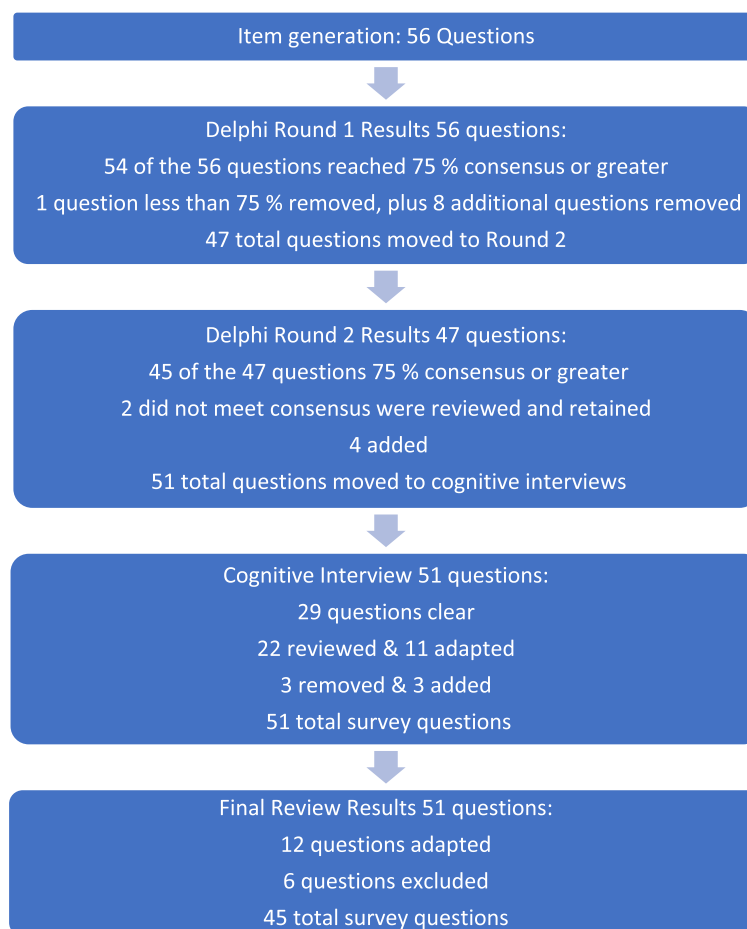 Item generation: 56 Questions
Delphi Round 1 Results 56 questions:
54 of the 56 questions reached 75 % consensus or greater
1 question less than 75 % removed, plus 8 additional questions removed
47 total questions moved to Round 2
Delphi Round 2 Results 47 questions:
45 of the 47 questions 75 % consensus or greater
2 did not meet consensus were reviewed and retained
4 added
51 total questions moved to cognitive interviews
Cognitive Interview 51 questions:
29 questions clear
22 reviewed & 11 adapted
3 removed & 3 added
51 total survey questions
Final Review Results 51 questions:
12 questions adapted
6 questions excluded
45 total survey questions